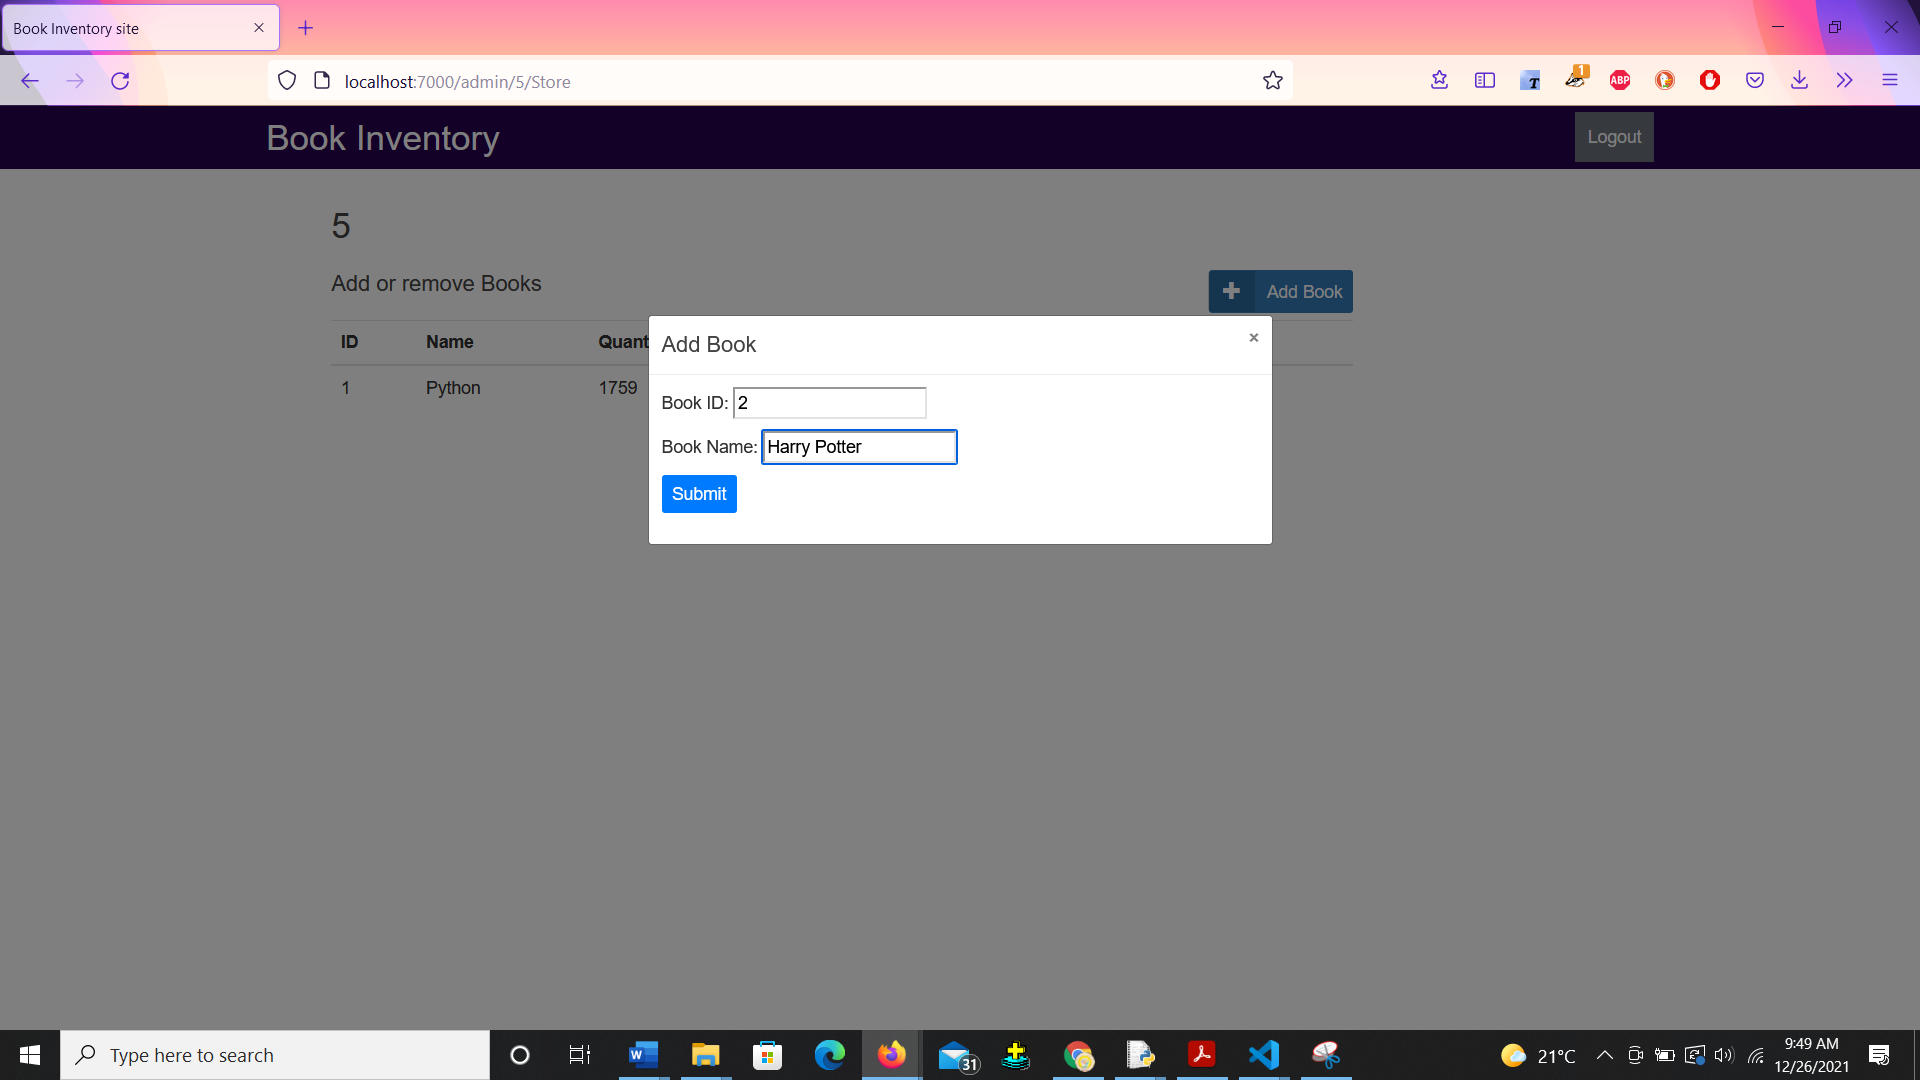 Book Inventory site
localhost:7000/admin/5/Store
1
T
ABP
Book Inventory
Logout
5
Add or remove Books
Add Book
ID Name Quant
1 Python 1759
Add Book ×
Book ID: 2
Book Name: Harry Potter
Submit
Type here to search
W
31
21°C
9:49 AM
12/26/2021